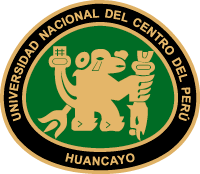 UNIVERSIDAD NACIONAL DEL CENTRO DEL PERÚ
HUANCAYO